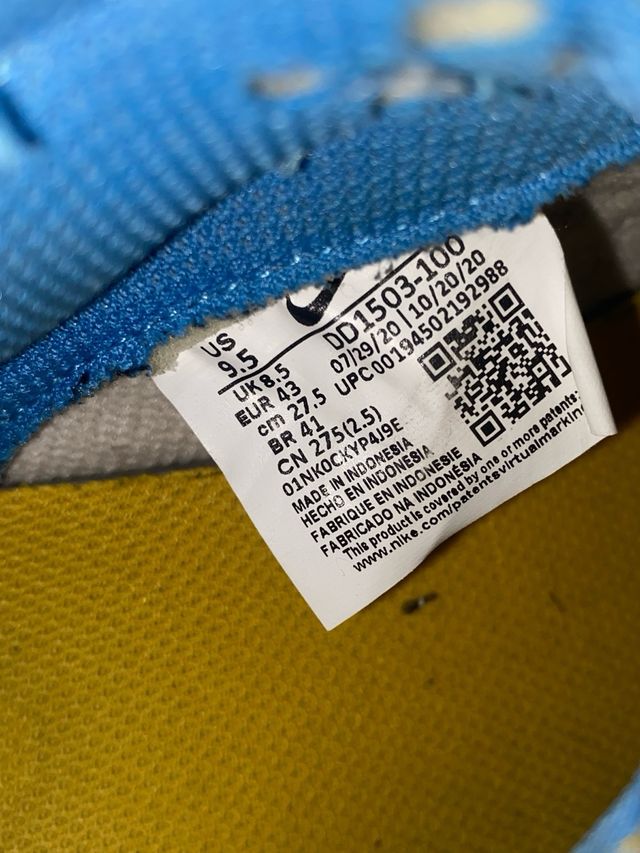 US
9.5
UK 8.5
EUR 43
cm 27.5
BR 41
CN 275(2.5)
DD1503-100
07/29/20 | 10/20/20
UPC 00194502192988
01NK0CKYP4J9E
MADE IN INDONESIA
HECHO EN INDONESIA
FABRIQUE EN INDONESIE
FABRICADO NA INDONÉSIA
This product is covered by one or more patents:
www.nike.com/patentsvirtualmarkin